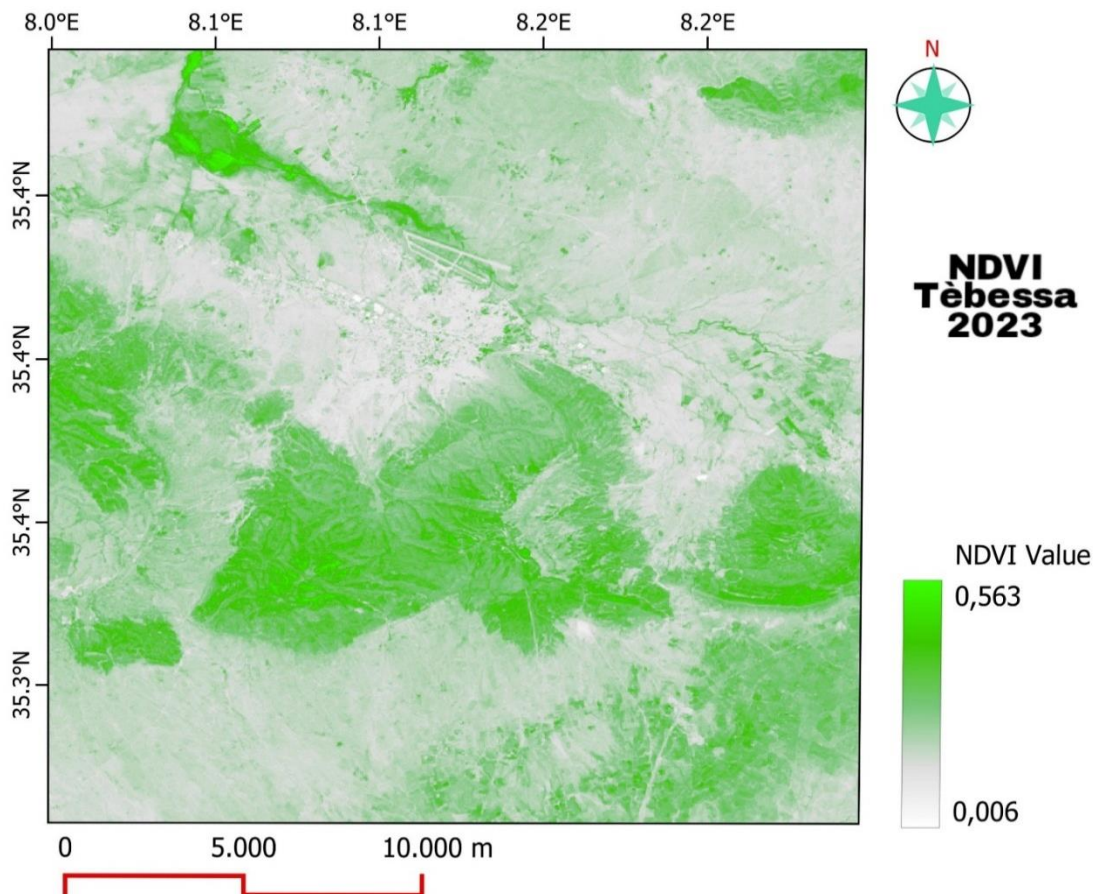 8.0°E 8.1°E 8.1°E 8.2°E 8.2°E
N
35.4°N
NDVI
Tèbessa
2023
35.4°N
35.4°N
NDVI Value
0,563
35.3°N
0,006
0 5.000 10.000 m